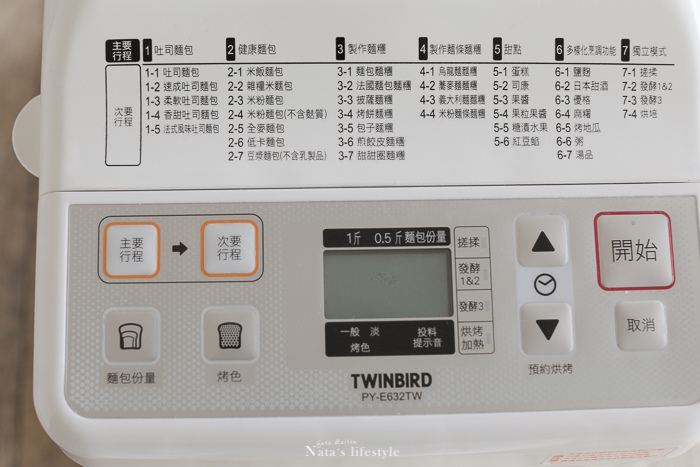 主要行程 1 吐司麵包 2 健康麵包 3 製作麵糰 4 製作麵條麵糰 5 甜點 6 多樣化烹調功能 7 獨立模式
次要行程
1-1 吐司麵包
1-2 速成吐司麵包
1-3 柔軟吐司麵包
1-4 香甜吐司麵包
1-5 法式風味吐司麵包
2-1 米飯麵包
2-2 雜糧米麵包
2-3 米粉麵包
2-4 米粉麵包(不含麩質)
2-5 全麥麵包
2-6 低卡麵包
2-7 豆漿麵包(不含乳製品)
3-1 麵包麵糰
3-2 法國麵包麵糰
3-3 披薩麵糰
3-4 烤餅麵糰
3-5 包子麵糰
3-6 煎餃皮麵糰
3-7 甜甜圈麵糰
4-1 烏龍麵麵糰
4-2 蕎麥麵麵糰
4-3 義大利麵麵糰
4-4 米粉麵條麵糰
5-1 蛋糕
5-2 司康
5-3 果醬
5-4 果粒果醬
5-5 糖漬水果
5-6 紅豆餡
6-1 鹽麴
6-2 日本甜酒
6-3 優格
6-4 麻糬
6-5 烤地瓜
6-6 粥
6-7 湯品
7-1 搓揉
7-2 發酵1&2
7-3 發酵3
7-4 烘培
主要
行程
次要
行程
麵包份量
烤色
1斤 0.5斤 麵包份量
一般 淡
烤色
投料
提示音
搓揉
發酵
1&2
發酵3
烘烤
加熱
TWINBIRD
PY-E632TW
預約烘烤
開始
取消
Nata's lifestyle